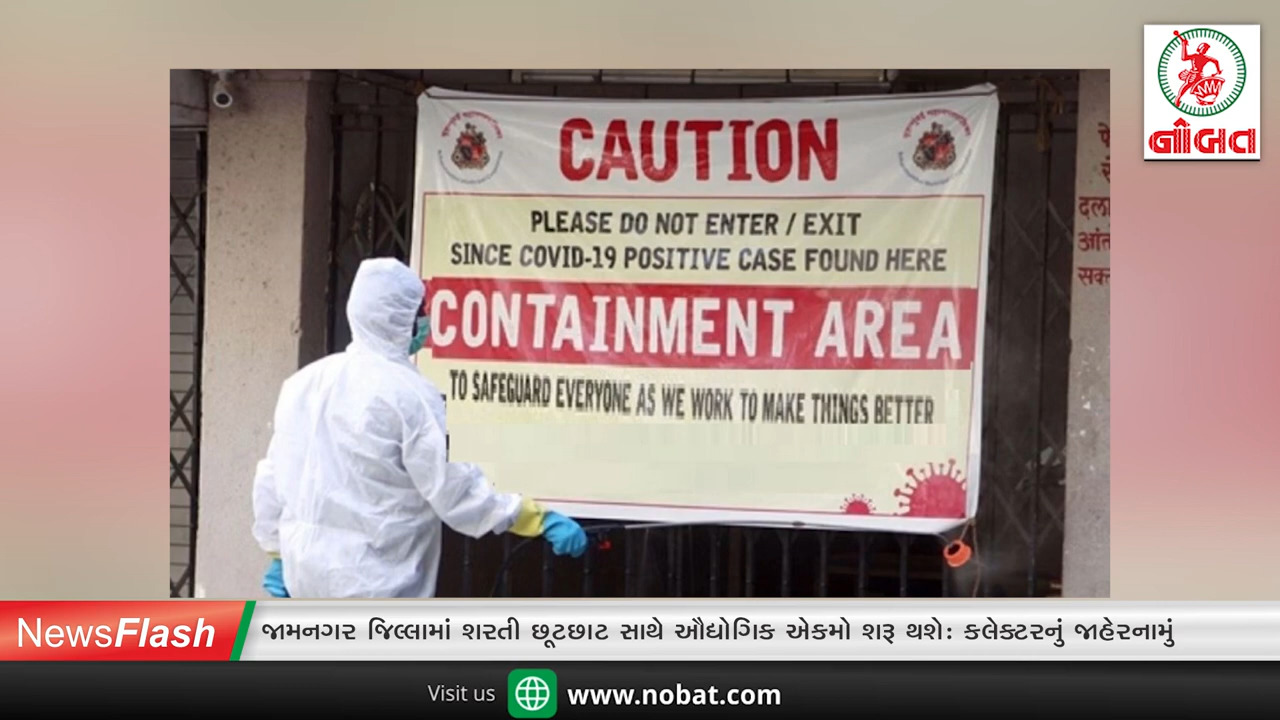 નૉબત
CAUTION
PLEASE DO NOT ENTER / EXIT
SINCE COVID-19 POSITIVE CASE FOUND HERE
CONTAINMENT AREA
TO SAFEGUARD EVERYONE AS WE WORK TO MAKE THINGS BETTER
दला
आंत
सक्त
NewsFlash
જામનગર જિલ્લામાં શરતી છૂટછાટ સાથે ઔદ્યોગિક એકમો શરૂ થશે: કલેક્ટરનું જાહેરનામું
Visit us www.nobat.com